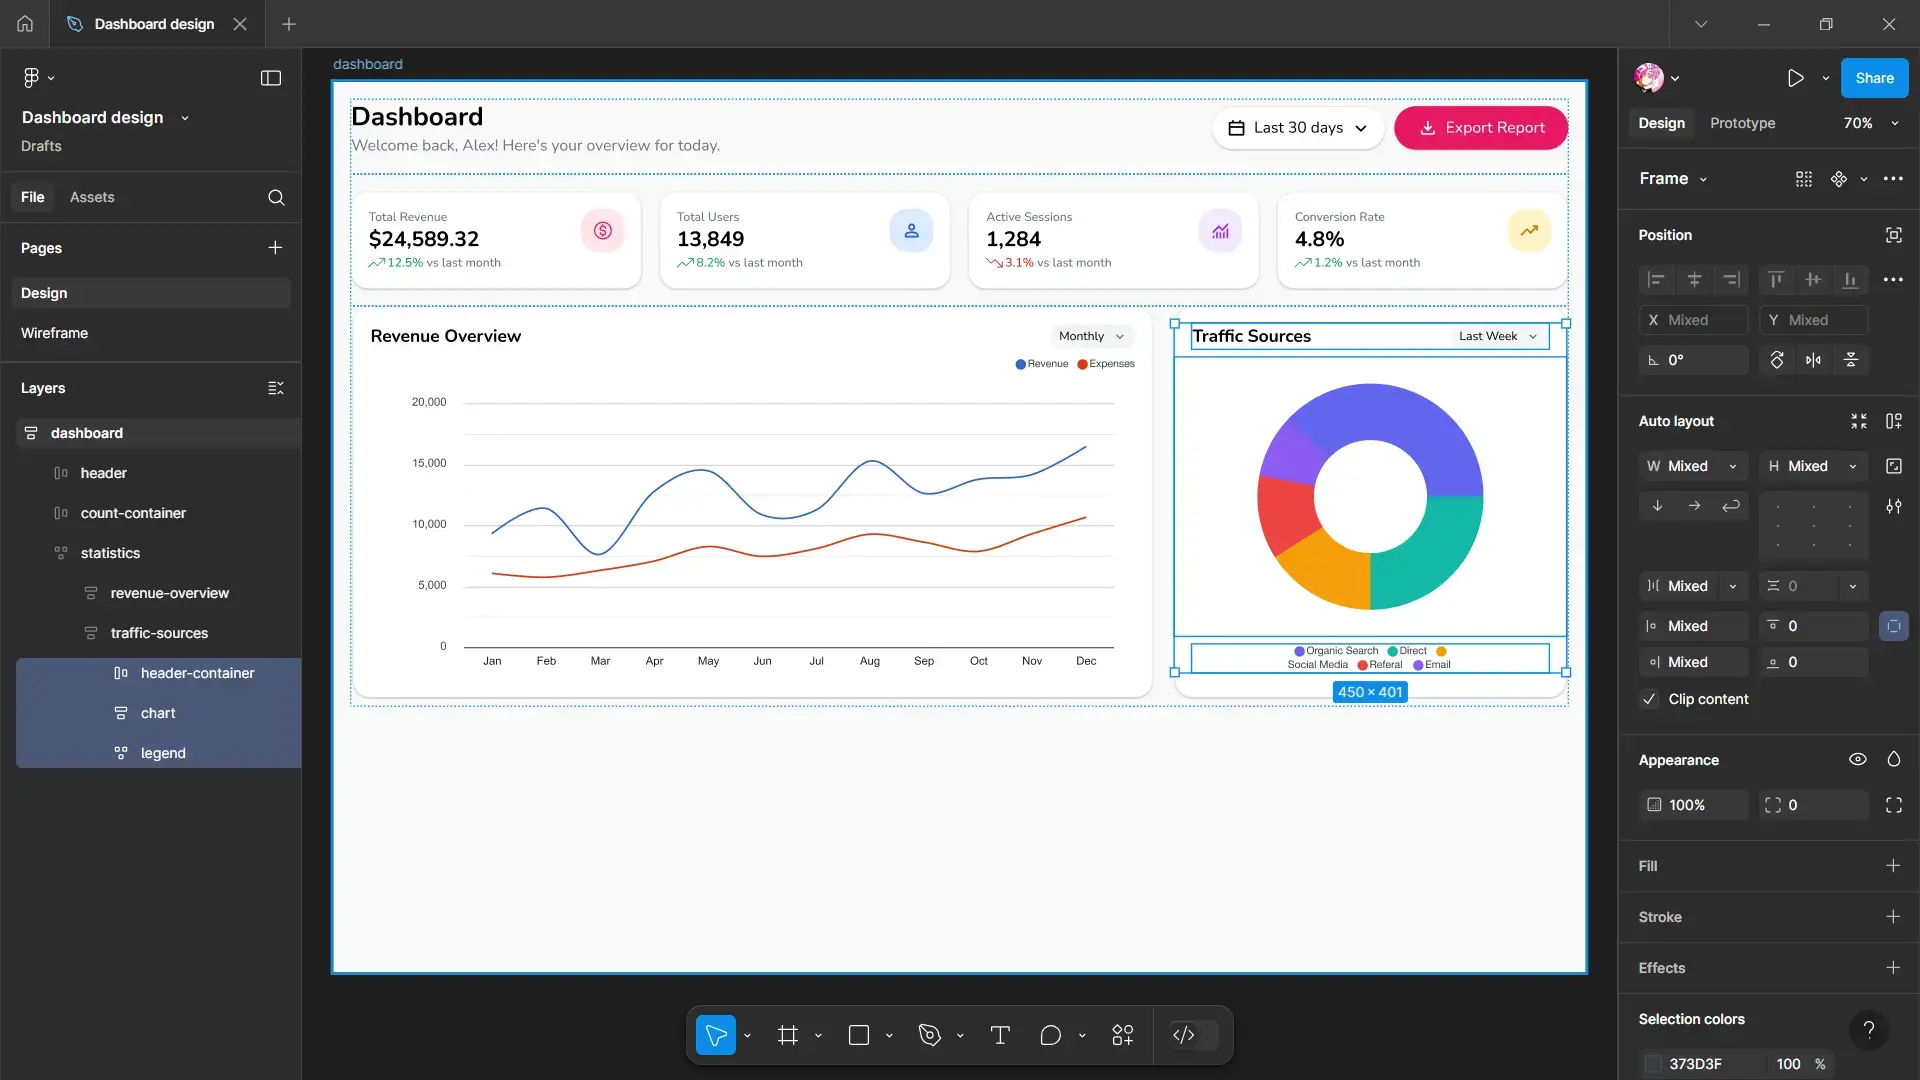 Dashboard design
Dashboard design
Drafts
File
Assets
Pages
Design
Wireframe
Layers
dashboard
header
count-container
statistics
revenue-overview
traffic-sources
header-container
chart
legend
dashboard
Dashboard
Welcome back, Alex! Here's your overview for today.
Last 30 days
Export Report
Total Revenue
$24,589.32
12.5% vs last month
Total Users
13,849
8.2% vs last month
Active Sessions
1,284
3.1% vs last month
Conversion Rate
4.8%
1.2% vs last month
Revenue Overview
Monthly
Revenue
Expenses
20,000
15,000
10,000
5,000
0
Jan Feb Mar Apr May Jun Jul Aug Sep Oct Nov Dec
Traffic Sources
Last Week
Organic Search Direct
Social Media Referal Email
450 × 401
Share
Design
Prototype
70%
Frame
Position
X Mixed
Y Mixed
0°
Auto layout
W Mixed
H Mixed
Mixed
0
Mixed
0
Mixed
0
Clip content
Appearance
100%
0
Fill
Stroke
Effects
Selection colors
373D3F
100 %
?